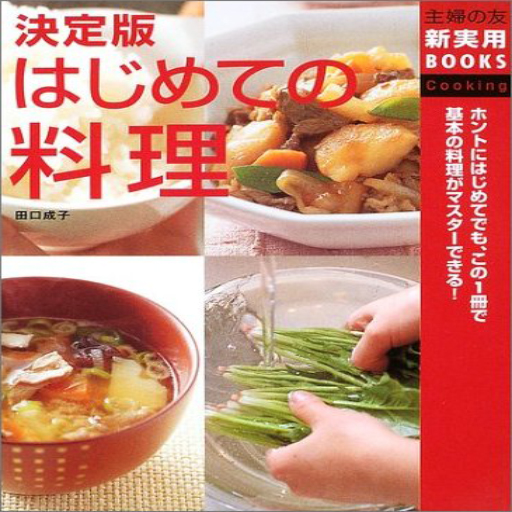 決定版
はじめての
料理
田口成子
主婦の友
新実用
BOOKS
Cooking
ホントにはじめてでも、この1冊で
基本の料理がマスターできる!